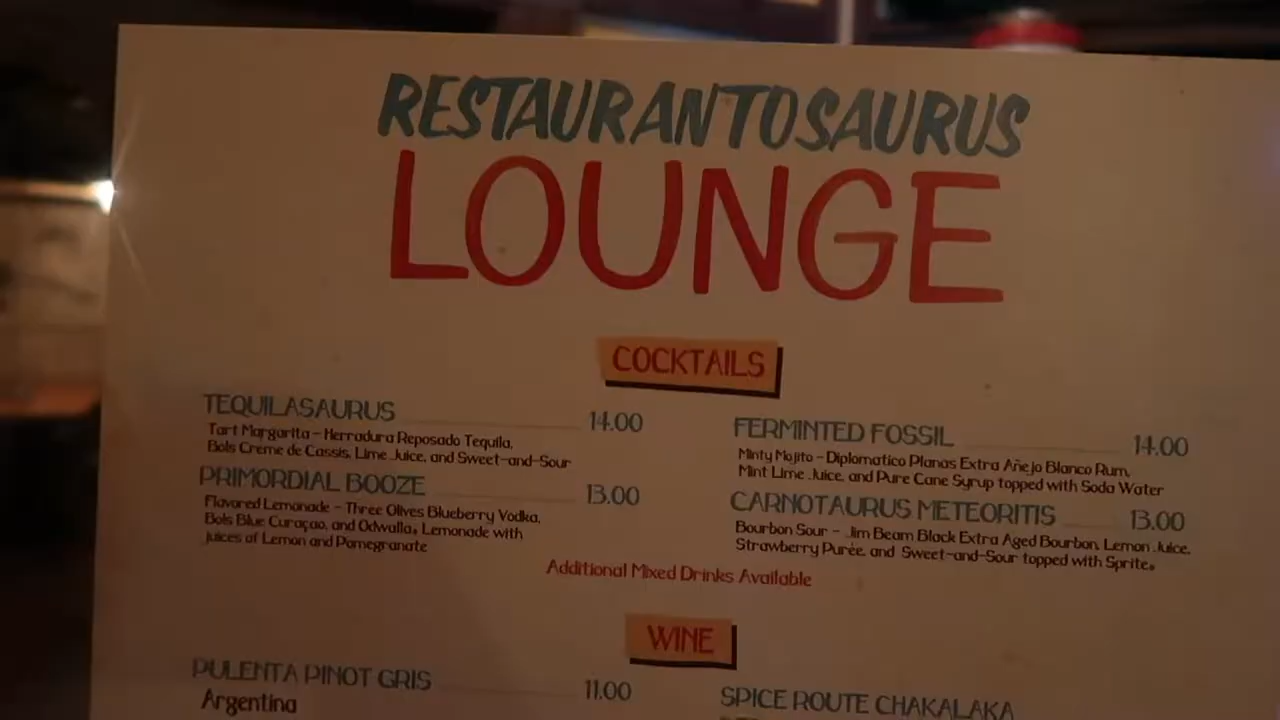 RESTAURANTOSAURUS
LOUNGE
COCKTAILS
TEQUILASAURUS 14.00
Tart Margarita – Herradura Reposado Tequila,
Bols Creme de Cassis, Lime Juice, and Sweet-and-Sour
PRIMORDIAL BOOZE 13.00
Flavored Lemonade – Three Olives Blueberry Vodka,
Bols Blue Curaçao, and Odwalla® Lemonade with
juices of Lemon and Pomegranate
FERMINTED FOSSIL 14.00
Minty Mojito – Diplomatico Planas Extra Añejo Blanco Rum,
Mint Lime Juice, and Pure Cane Syrup topped with Soda Water
CARNOTAURUS METEORITIS 13.00
Bourbon Sour – Jim Beam Black Extra Aged Bourbon, Lemon Juice,
Strawberry Purée, and Sweet-and-Sour topped with Sprite®
Additional Mixed Drinks Available
WINE
PULENTA PINOT GRIS 11.00
Argentina
SPICE ROUTE CHAKALAKA